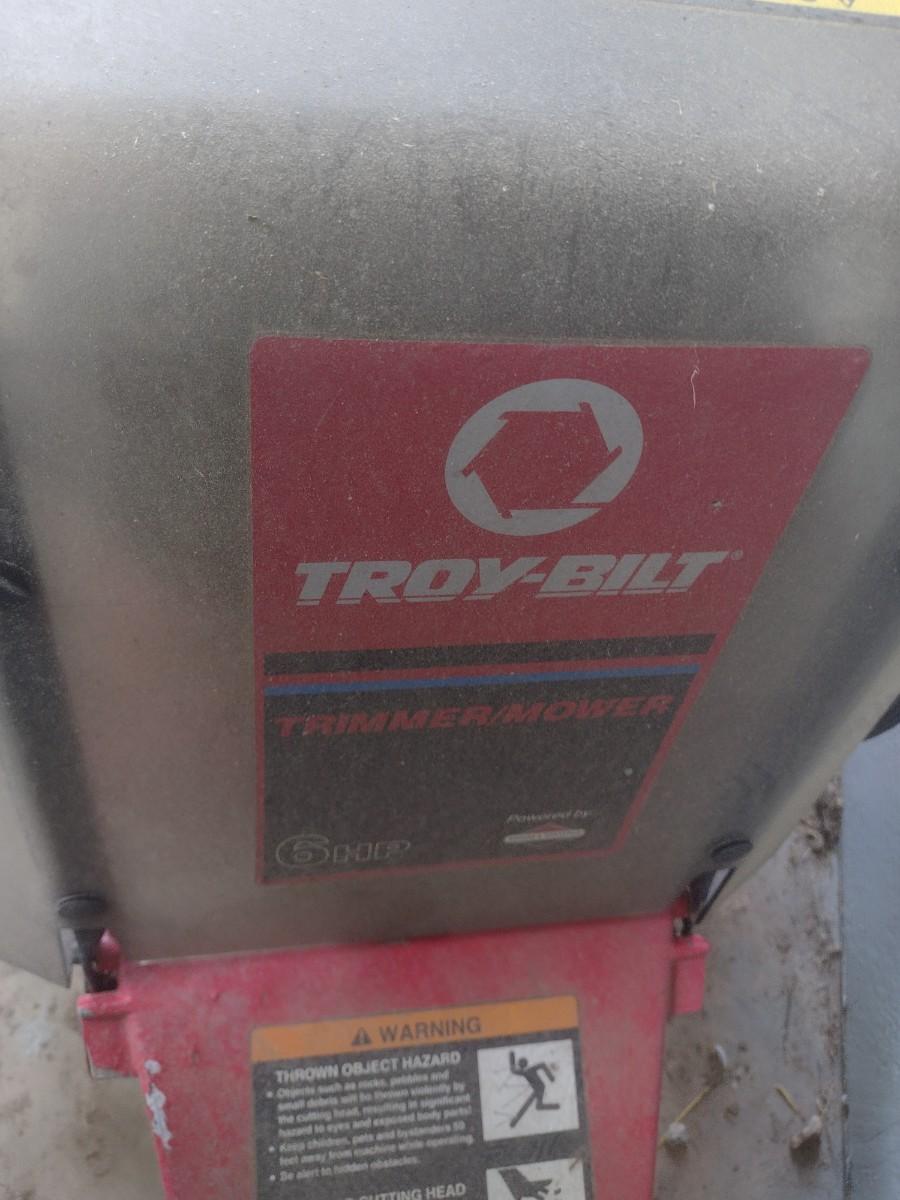 TROY-BILT®
TRIMMER/MOWER
Powered by:
6HP
WARNING
THROWN OBJECT HAZARD
• Objects such as rocks, pebbles and
small debris will be thrown violently by
the cutting head, resulting in significant
hazard to eyes and exposed body parts!
• Keep children, pets and bystanders 50
feet away from machine while operating.
• Be alert to hidden obstacles.
CUTTING HEAD